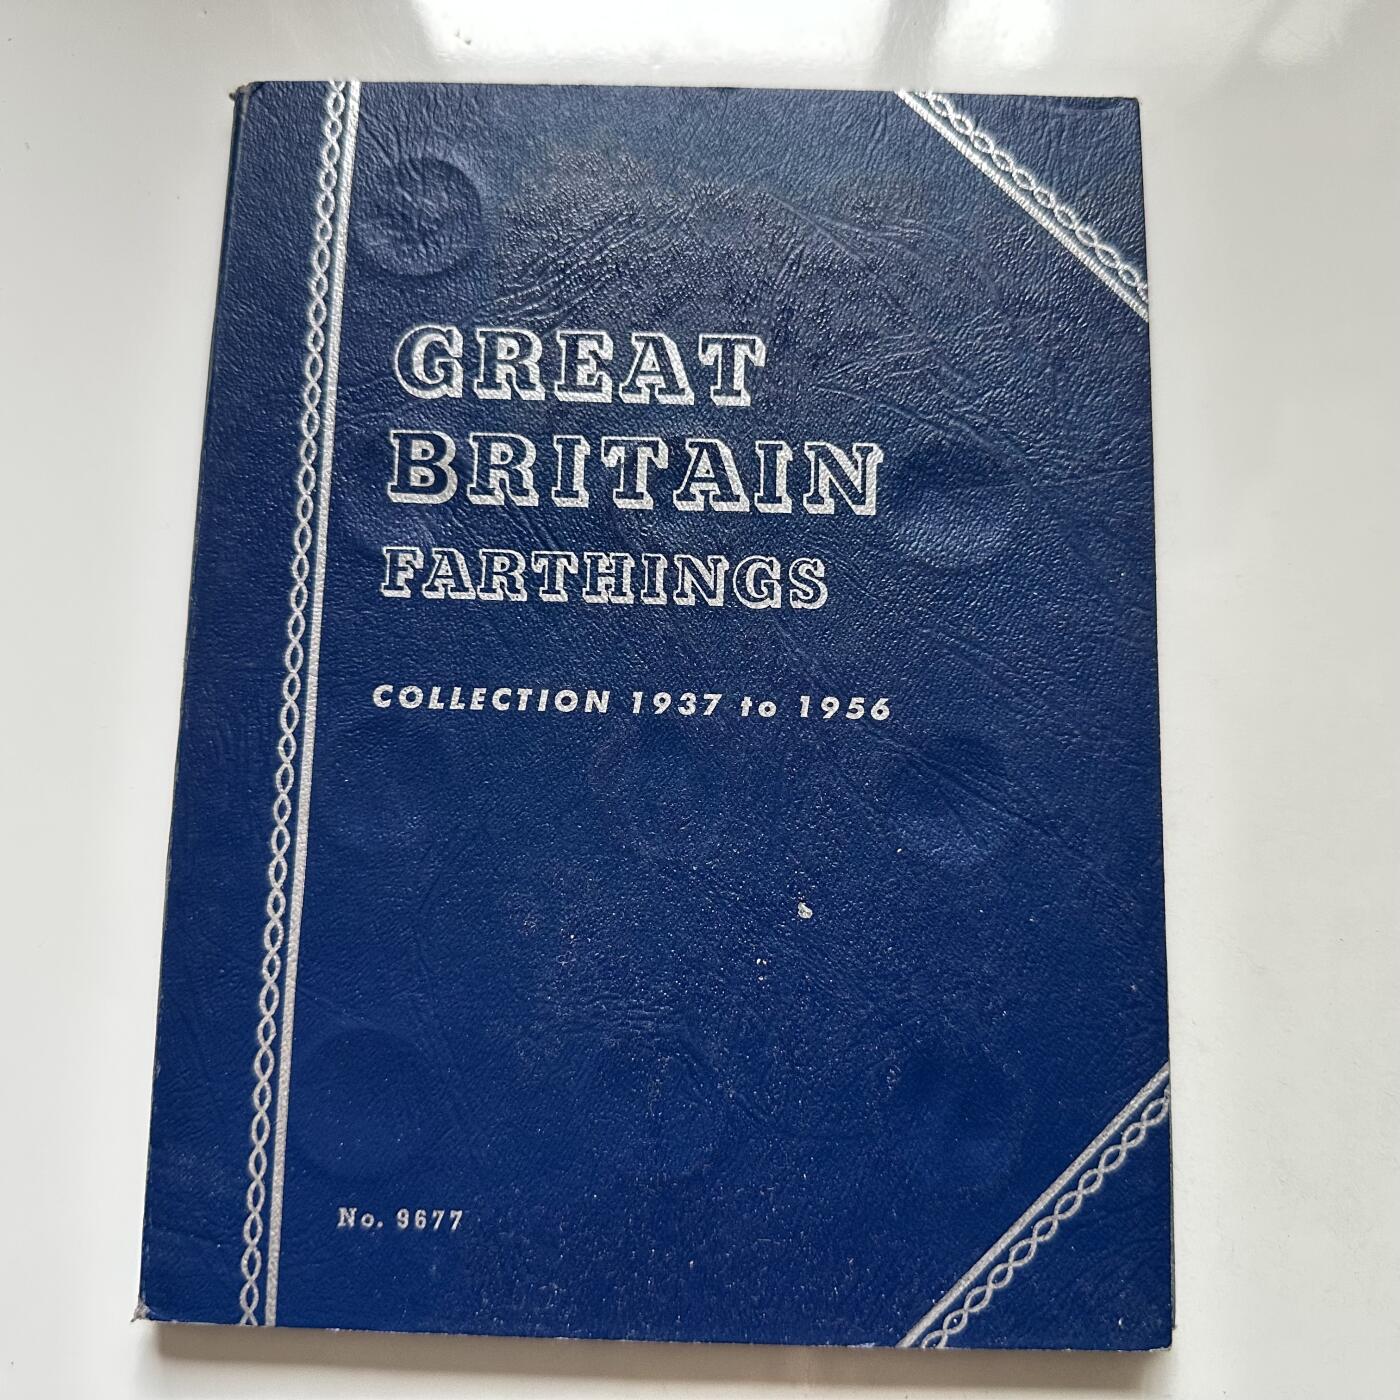 GREAT
BRITAIN
FARTHINGS
COLLECTION 1937 to 1956
No. 9677